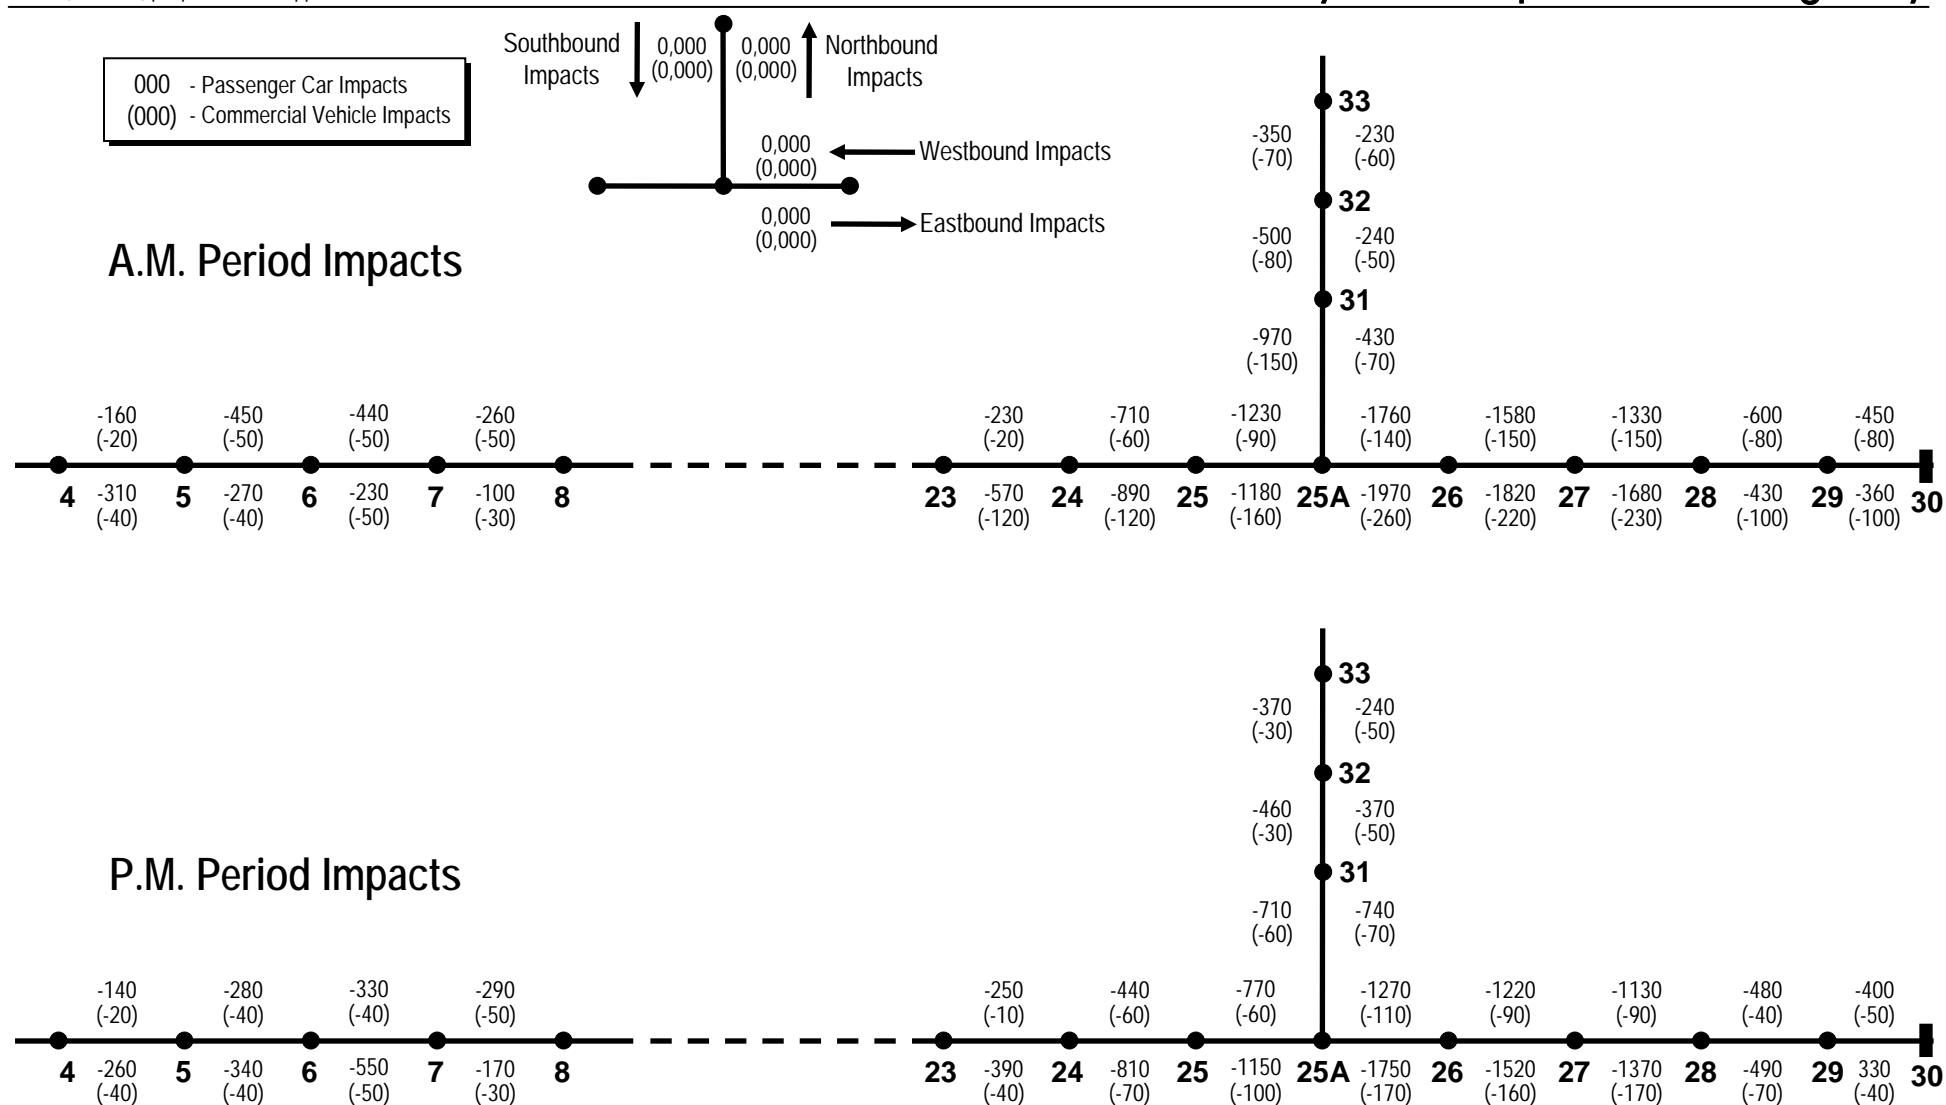 Southbound
Impacts
0,000
(0,000)
0,000
(0,000)
Northbound
Impacts
000 - Passenger Car Impacts
(000) - Commercial Vehicle Impacts
0,000
(0,000)
Westbound Impacts
0,000
(0,000)
Eastbound Impacts
A.M. Period Impacts
33
-350 -230
(-70) (-60)
32
-500 -240
(-80) (-50)
31
-970 -430
(-150) (-70)
-160 -450 -440 -260 -230 -710 -1230 -1760 -1580 -1330 -600 -450
(-20) (-50) (-50) (-50) (-20) (-60) (-90) (-140) (-150) (-150) (-80) (-80)
4 -310 5 -270 6 -230 7 -100 8 23 -570 24 -890 25 -1180 25A -1970 26 -1820 27 -1680 28 -430 29 -360 30
(-40) (-40) (-50) (-30) (-120) (-120) (-160) (-260) (-220) (-230) (-100) (-100)
33
-370 -240
(-30) (-50)
32
-460 -370
(-30) (-50)
P.M. Period Impacts
31
-710 -740
(-60) (-70)
-140 -280 -330 -290 -250 -440 -770 -1270 -1220 -1130 -480 -400
(-20) (-40) (-40) (-50) (-10) (-60) (-60) (-110) (-90) (-90) (-40) (-50)
4 -260 5 -340 6 -550 7 -170 8 23 -390 24 -810 25 -1150 25A -1750 26 -1520 27 -1370 28 -490 29 330 30
(-40) (-40) (-50) (-30) (-40) (-70) (-100) (-170) (-160) (-170) (-70) (-40)